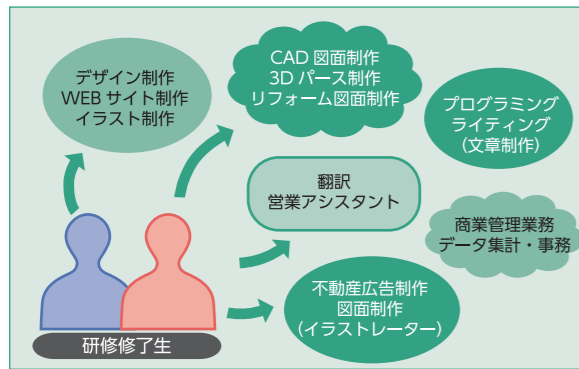 デザイン制作
WEB サイト制作
イラスト制作
CAD 図面制作
3D パース制作
リフォーム図面制作
プログラミング
ライティング
(文章制作)
翻訳
営業アシスタント
商業管理業務
データ集計・事務
不動産広告制作
図面制作
(イラストレーター)
研修修了生